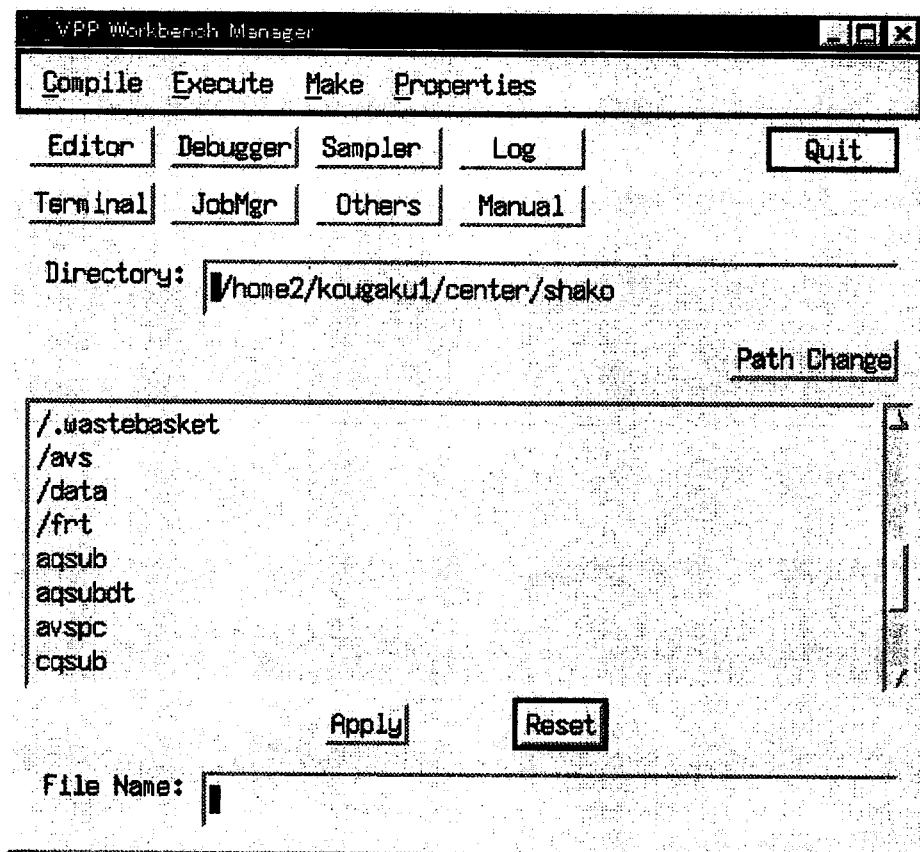 VPP Workbench Manager
Compile Execute Make Properties
Editor Debugger Sampler Log Quit
Terminal JobMgr Others Manual
Directory: /home2/kougaku1/center/shako
Path Change
/.wastebasket
/avs
/data
/frt
aqsub
aqsubdt
avspc
cqsub
Apply Reset
File Name: